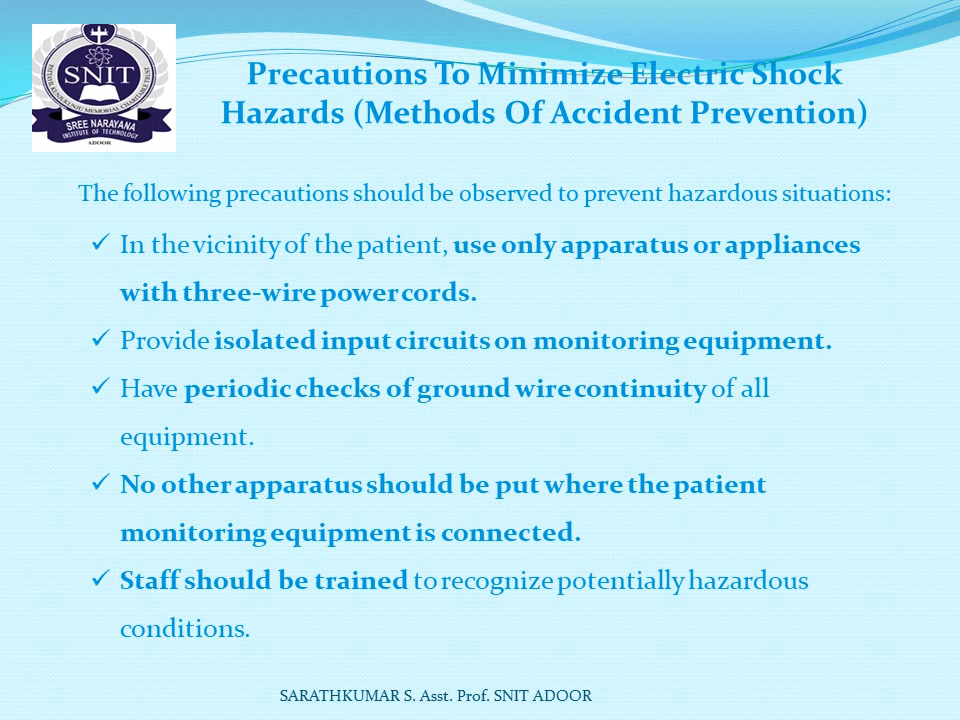 SNIT
PATHVILKUNJUKUNJU MEMORIAL CHARITABLE TRUST
SREE NARAYANA
INSTITUTE OF TECHNOLOGY
ADOOR
Precautions To Minimize Electric Shock
Hazards (Methods Of Accident Prevention)
The following precautions should be observed to prevent hazardous situations:
✓ In the vicinity of the patient, use only apparatus or appliances
with three-wire power cords.
✓ Provide isolated input circuits on monitoring equipment.
✓ Have periodic checks of ground wire continuity of all
equipment.
✓ No other apparatus should be put where the patient
monitoring equipment is connected.
✓ Staff should be trained to recognize potentially hazardous
conditions.
SARATHKUMAR S. Asst. Prof. SNIT ADOOR